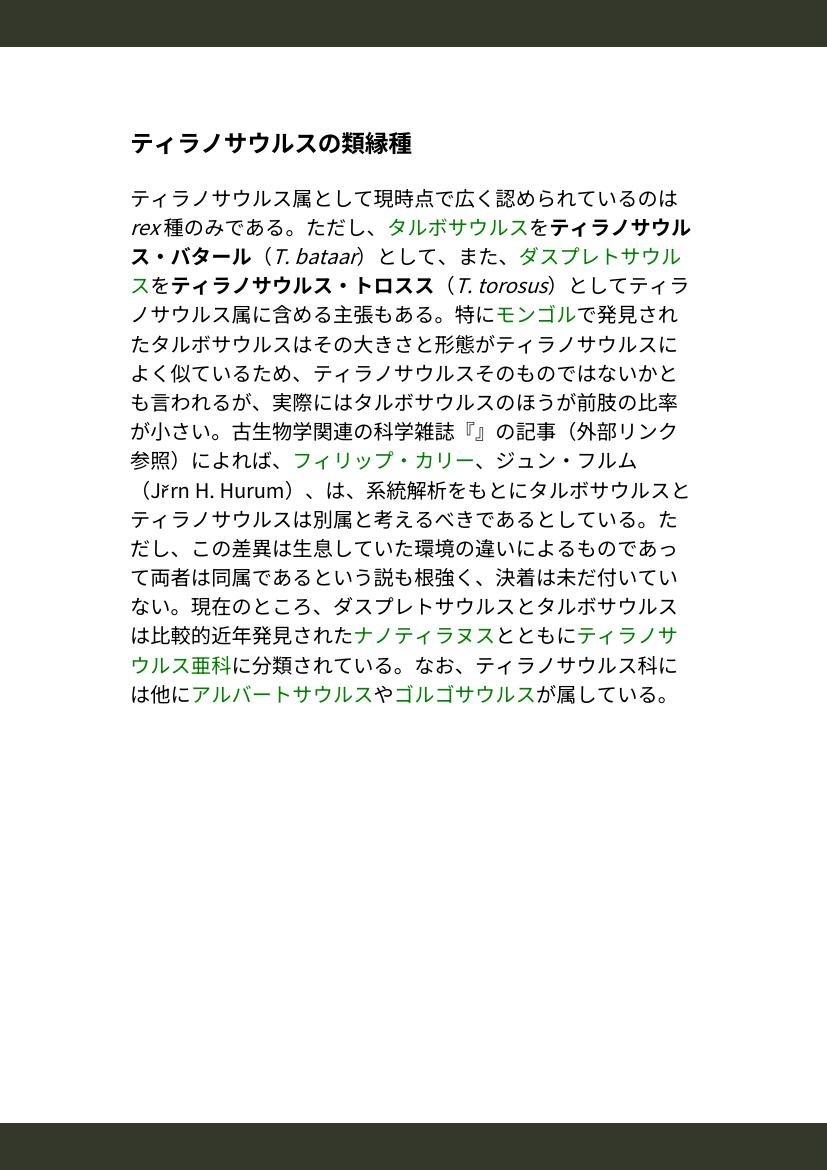 ティラノサウルスの類縁種
ティラノサウルス属として現時点で広く認められているのは
rex種のみである。ただし、タルボサウルスをティラノサウル
ス・バタール（T. bataar）として、また、ダスプレトサウル
スをティラノサウルス・トロスス（T. torosus）としてティラ
ノサウルス属に含める主張もある。特にモンゴルで発見され
たタルボサウルスはその大きさと形態がティラノサウルスに
よく似ているため、ティラノサウルスそのものではないかと
も言われるが、実際にはタルボサウルスのほうが前肢の比率
が小さい。古生物学関連の科学雑誌『』の記事（外部リンク
参照）によれば、フィリップ・カリー、ジュン・フルム
（Jřrn H. Hurum）、は、系統解析をもとにタルボサウルスと
ティラノサウルスは別属と考えるべきであるとしている。た
だし、この差異は生息していた環境の違いによるものであっ
て両者は同属であるという説も根強く、決着は未だ付いてい
ない。現在のところ、ダスプレトサウルスとタルボサウルス
は比較的近年発見されたナノティラヌスとともにティラノサ
ウルス亜科に分類されている。なお、ティラノサウルス科に
は他にアルバートサウルスやゴルゴサウルスが属している。